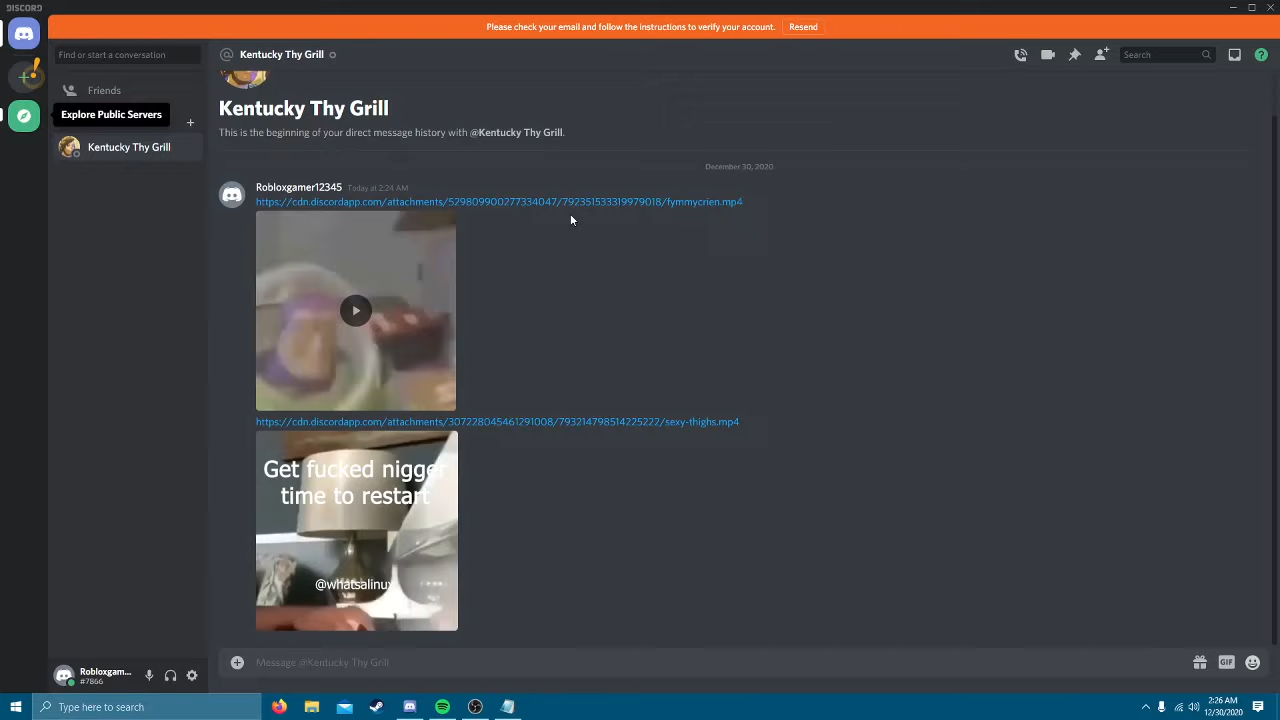 DISCORD
Please check your email and follow the instructions to verify your account. Resend
Find or start a conversation
Kentucky Thy Grill
Search
Friends
Explore Public Servers
Kentucky Thy Grill
Kentucky Thy Grill
This is the beginning of your direct message history with @Kentucky Thy Grill.
December 30, 2020
Robloxgamer12345 Today at 2:24 AM
https://cdn.discordapp.com/attachments/529809900277334047/792351533319979018/fymmycrien.mp4
https://cdn.discordapp.com/attachments/307228045461291008/793214798514225222/sexy-thighs.mp4
Get fucked nigger
time to restart
@whatsalinux
Message @Kentucky Thy Grill
GIF
Robloxgam...
#7866
Type here to search
2:26 AM
12/30/2020